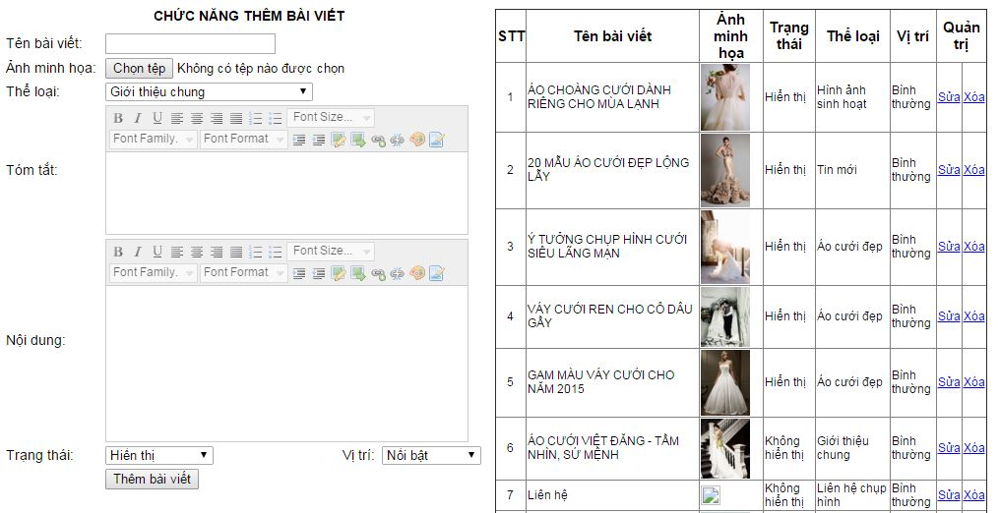 CHỨC NĂNG THÊM BÀI VIẾT
Tên bài viết:
Ảnh minh họa: Chọn tệp Không có tệp nào được chọn
Thể loại: Giới thiệu chung
B I U Font Size...
Font Family. Font Format
Tóm tắt:
B I U Font Size...
Font Family. Font Format
Nội dung:
Trạng thái: Hiển thị Vị trí: Nổi bật
Thêm bài viết
STT Tên bài viết Ảnh minh họa Trạng thái Thể loại Vị trí Quản trị
1 ÁO CHOÀNG CƯỚI DÀNH RIÊNG CHO MÙA LẠNH Hiển thị Hình ảnh sinh hoạt Bình thường Sửa Xóa
2 20 MẪU ÁO CƯỚI ĐẸP LỘNG LẪY Hiển thị Tin mới Bình thường Sửa Xóa
3 Ý TƯỞNG CHỤP HÌNH CƯỚI SIÊU LÃNG MẠN Hiển thị Áo cưới đẹp Bình thường Sửa Xóa
4 VÁY CƯỚI REN CHO CÔ DÂU GẦY Hiển thị Áo cưới đẹp Bình thường Sửa Xóa
5 GAM MÀU VÁY CƯỚI CHO NĂM 2015 Hiển thị Áo cưới đẹp Bình thường Sửa Xóa
6 ÁO CƯỚI VIỆT ĐĂNG - TẦM NHÌN, SỨ MỆNH Không hiển thị Giới thiệu chung Bình thường Sửa Xóa
7 Liên hệ Không hiển thị Liên hệ chụp hình Bình thường Sửa Xóa